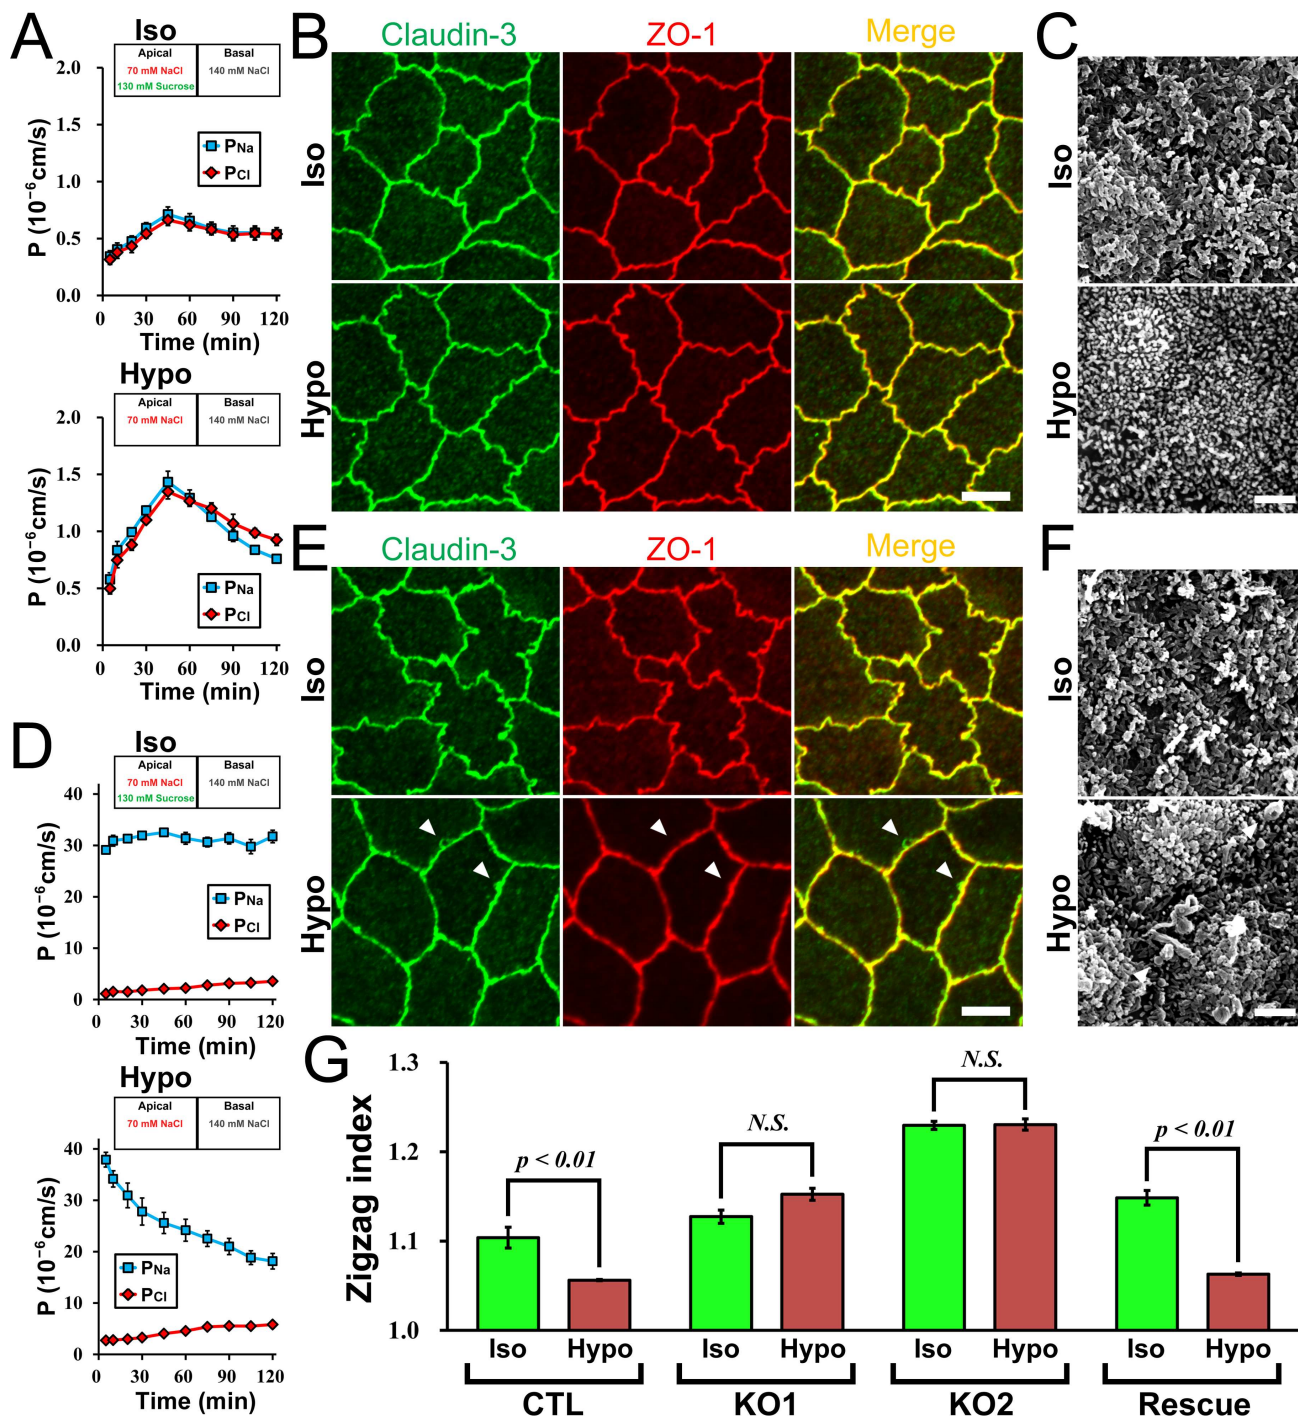 A
Iso
Apical
Basal
70 mM NaCl
140 mM NaCl
130 mM Sucrose
2.0
1.5
1.0
0.5
0.0
P (10⁻⁶cm/s)
PNa
PCl
0 30 60 90 120
Time (min)
Hypo
Apical
Basal
70 mM NaCl
140 mM NaCl
2.0
1.5
1.0
0.5
0.0
P (10⁻⁶cm/s)
PNa
PCl
0 30 60 90 120
Time (min)
B
Claudin-3 ZO-1 Merge
Iso
Hypo
C
Iso
Hypo
D
Iso
Apical
Basal
70 mM NaCl
140 mM NaCl
130 mM Sucrose
40
30
20
10
0
P (10⁻⁶cm/s)
PNa
PCl
0 30 60 90 120
Time (min)
Hypo
Apical
Basal
70 mM NaCl
140 mM NaCl
40
30
20
10
0
P (10⁻⁶cm/s)
PNa
PCl
0 30 60 90 120
Time (min)
E
Claudin-3 ZO-1 Merge
Iso
Hypo
F
Iso
Hypo
G
Zigzag index
1.3
1.2
1.1
1.0
p < 0.01
N.S.
N.S.
p < 0.01
Iso Hypo Iso Hypo Iso Hypo Iso Hypo
CTL KO1 KO2 Rescue